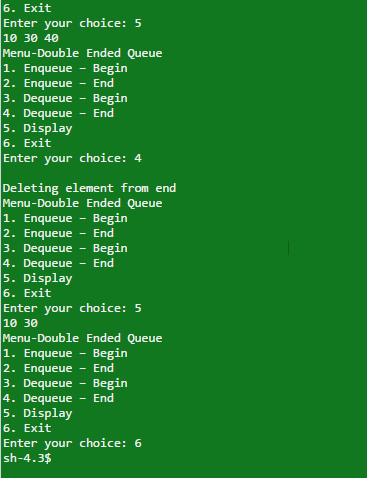 6. Exit
Enter your choice: 5
10 30 40
Menu-Double Ended Queue
1. Enqueue – Begin
2. Enqueue – End
3. Dequeue – Begin
4. Dequeue – End
5. Display
6. Exit
Enter your choice: 4
Deleting element from end
Menu-Double Ended Queue
1. Enqueue – Begin
2. Enqueue – End
3. Dequeue – Begin
4. Dequeue – End
5. Display
6. Exit
Enter your choice: 5
10 30
Menu-Double Ended Queue
1. Enqueue – Begin
2. Enqueue – End
3. Dequeue – Begin
4. Dequeue – End
5. Display
6. Exit
Enter your choice: 6
sh-4.3$